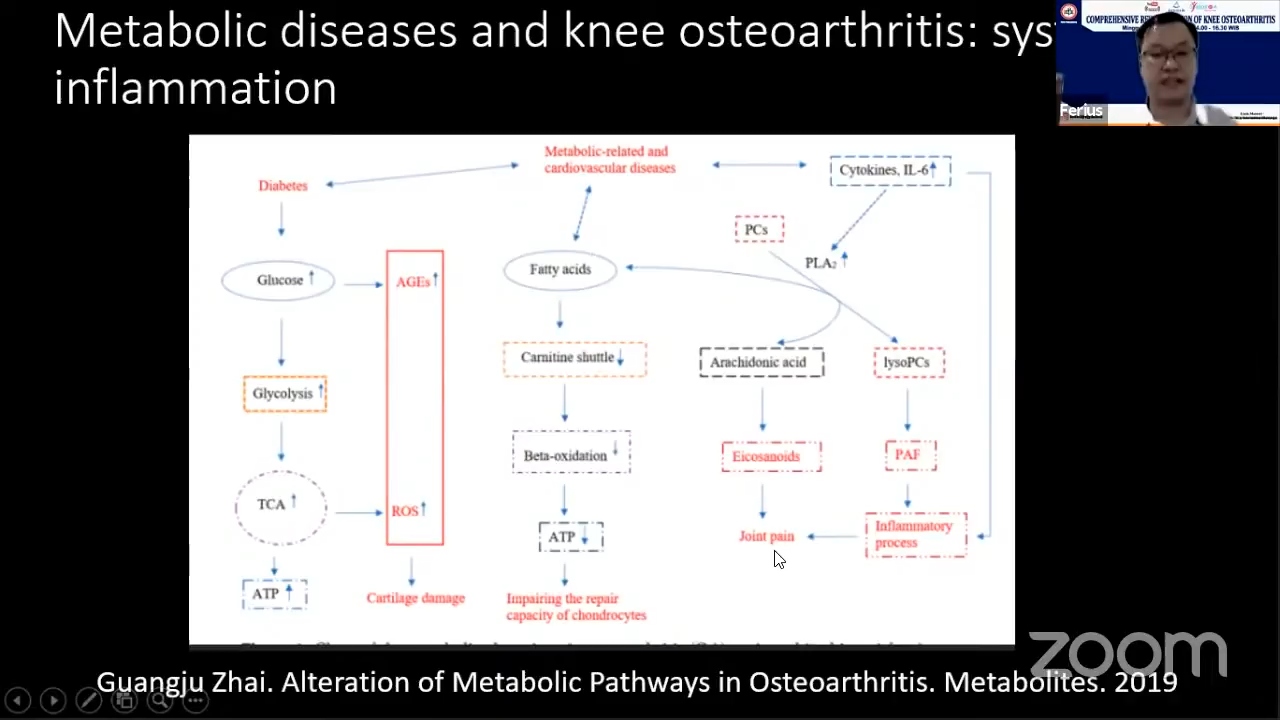 Metabolic diseases and knee osteoarthritis: sys
inflammation
COMPREHENSIVE
OF KNEE OSTEOARTHRITIS
16.30 WIB
Ferius
Metabolic-related and
cardiovascular diseases
Cytokines, IL-6
Diabetes
PCs
PLA2
Glucose
AGEs
Fatty acids
Carnitine shuttle
Arachidonic acid
lysoPCs
Glycolysis
Beta-oxidation
Eicosanoids
PAF
TCA
ROS
ATP
Joint pain
Inflammatory
process
ATP
Cartilage damage
Impairing the repair
capacity of chondrocytes
zoom
Guangju Zhai. Alteration of Metabolic Pathways in Osteoarthritis. Metabolites. 2019